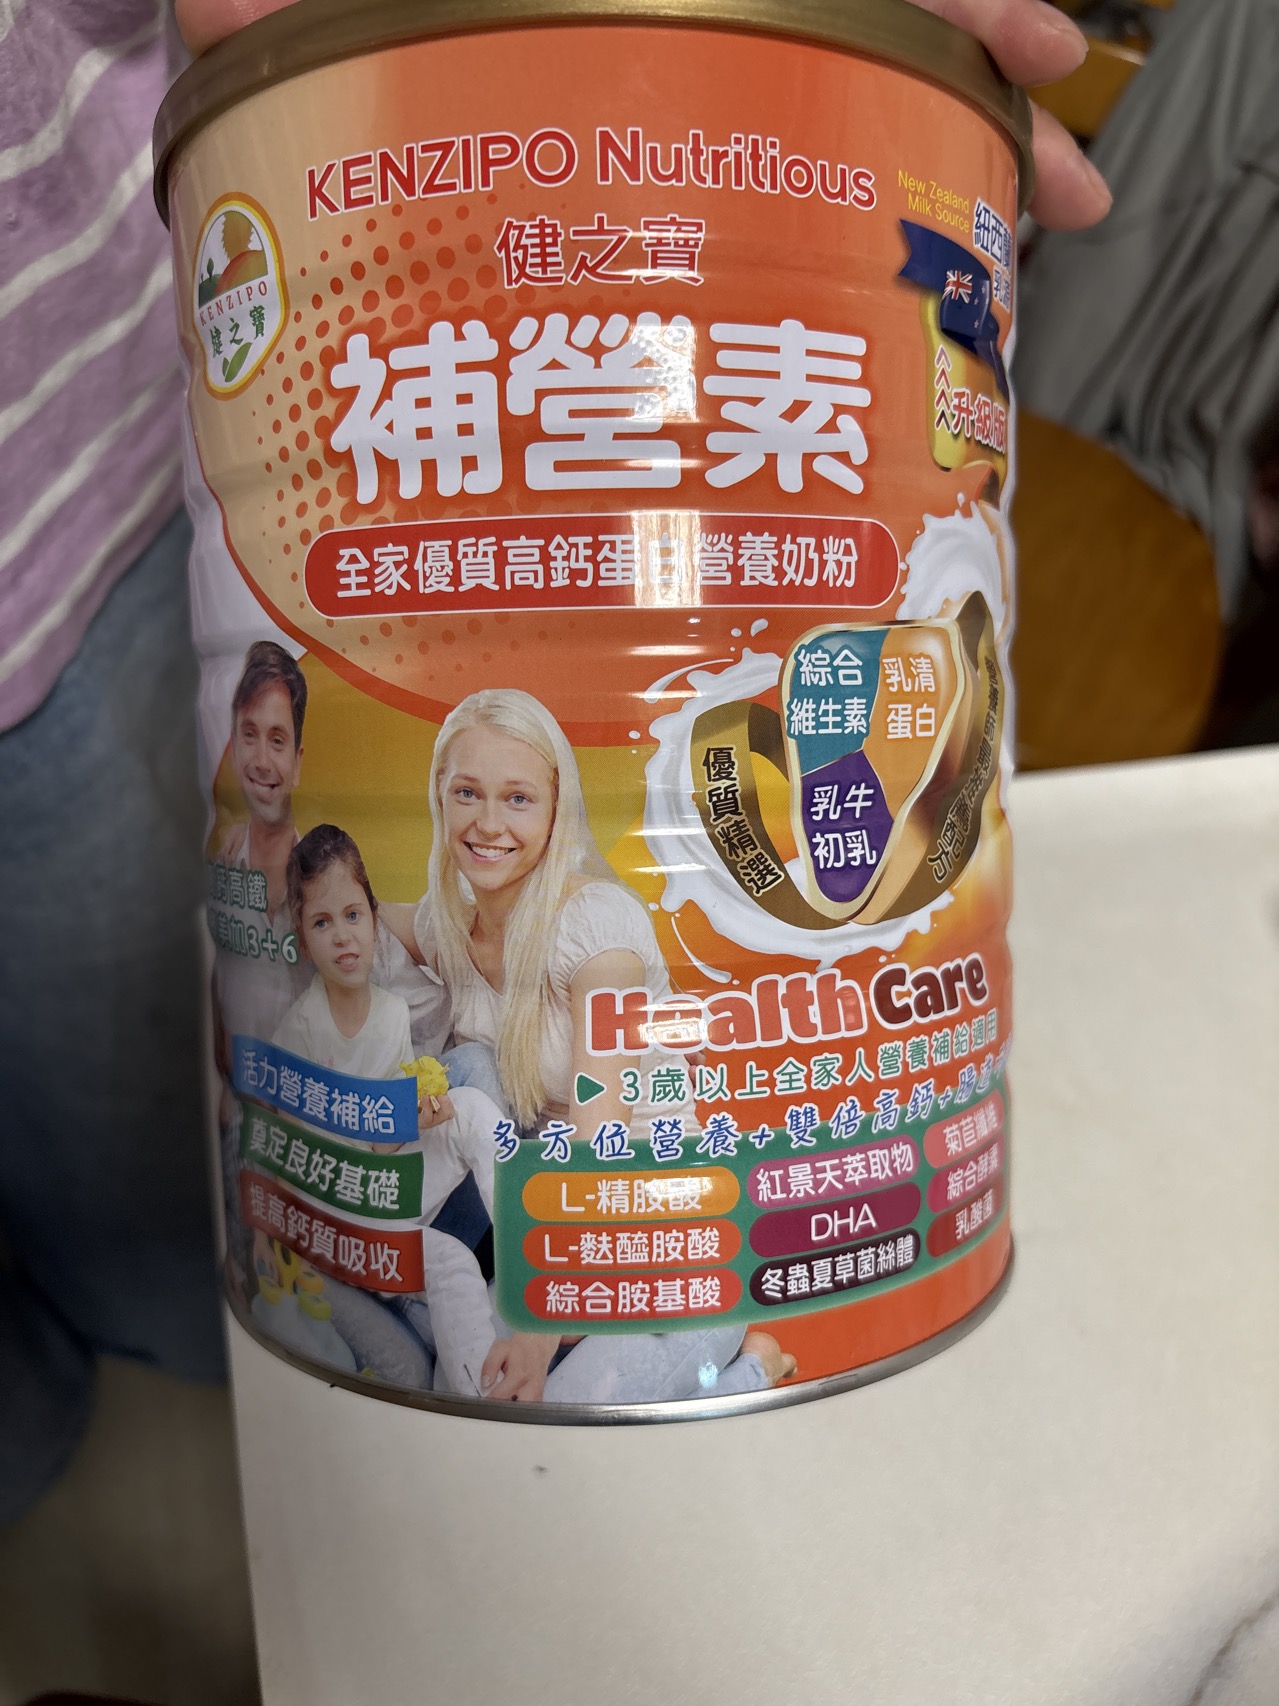 KENZIPO Nutritious
健之寶
KENZIPO
健之寶
New Zealand
Milk Source
紐西蘭
升級版
補營素
全家優質高鈣蛋白營養奶粉
綜合
維生素
乳清
蛋白
乳牛
初乳
優質精選
高鐵
3+6
Health Care
3歲以上全家人營養補給適用
多方位營養+雙倍高鈣+腸道
活力營養補給
奠定良好基礎
提高鈣質吸收
L-精胺酸
紅景天萃取物
菊苣纖維
L-麩醯胺酸
DHA
綜合酵素
綜合胺基酸
冬蟲夏草菌絲體
乳酸菌